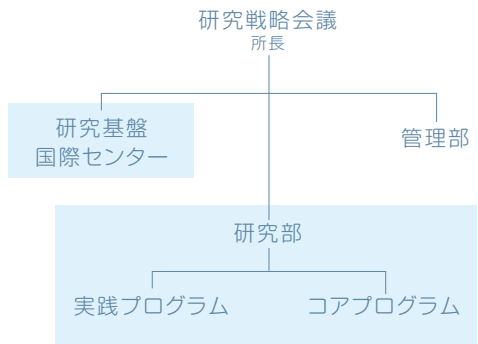 研究戦略会議
所長
研究基盤
国際センター
管理部
研究部
実践プログラム
コアプログラム